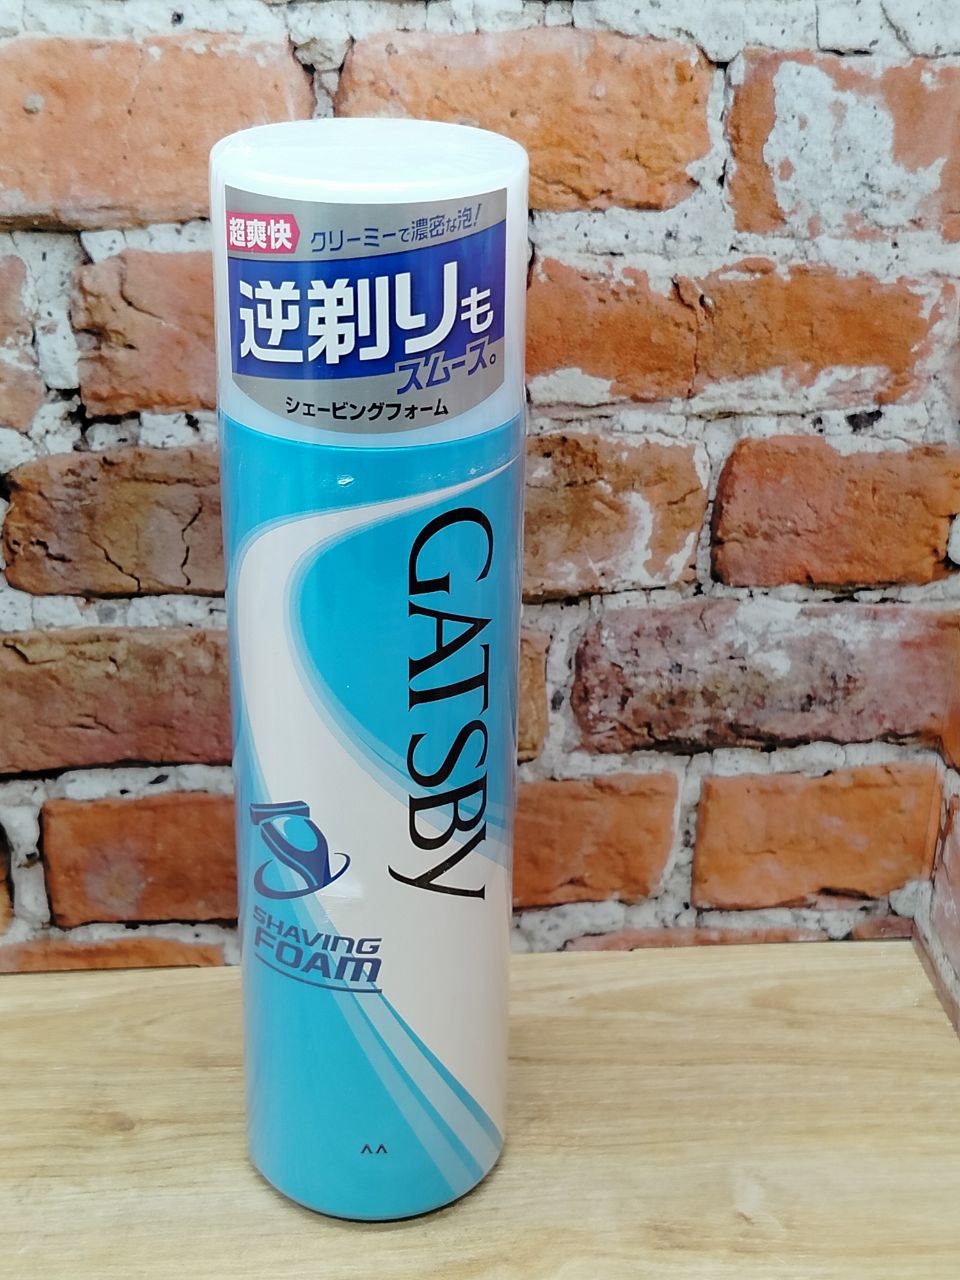 超爽快
クリーミーで濃密な泡!
逆剃りも
スムース。
シェービングフォーム
GATSBY
SHAVING
FOAM
^^